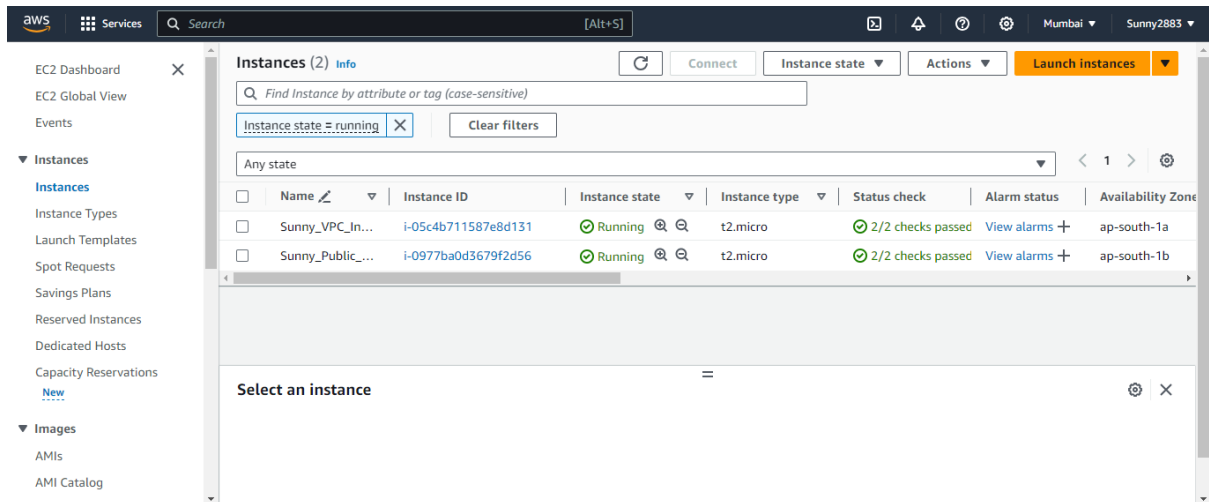 aws Services Search [Alt+S] Mumbai ▼ Sunny2883 ▼
EC2 Dashboard
EC2 Global View
Events
▼ Instances
Instances
Instance Types
Launch Templates
Spot Requests
Savings Plans
Reserved Instances
Dedicated Hosts
Capacity Reservations
New
▼ Images
AMIs
AMI Catalog
Instances (2) Info Connect Instance state ▼ Actions ▼ Launch instances ▼
Find Instance by attribute or tag (case-sensitive)
Instance state = running Clear filters
Any state 1
Name Instance ID Instance state Instance type Status check Alarm status Availability Zone
Sunny_VPC_In... i-05c4b711587e8d131 Running t2.micro 2/2 checks passed View alarms + ap-south-1a
Sunny_Public_... i-0977ba0d3679f2d56 Running t2.micro 2/2 checks passed View alarms + ap-south-1b
Select an instance